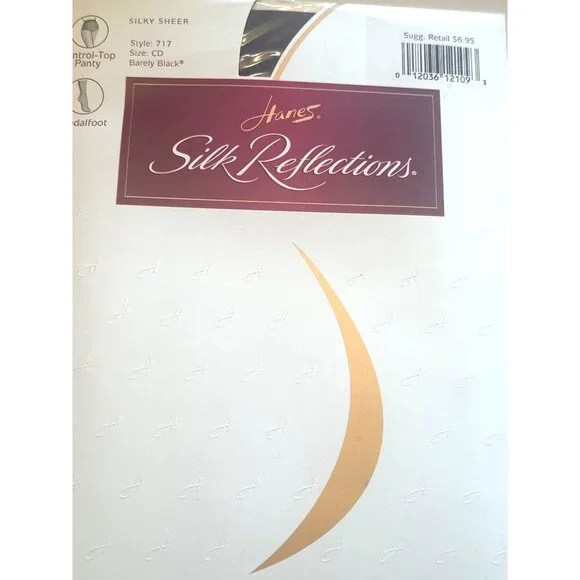 SILKY SHEER
Style: 717
Size: CD
Barely Black®
ntrol-Top
Panty
dalfoot
Sugg. Retail $6.95
0 12036 12109 3
Hanes®
Silk Reflections®